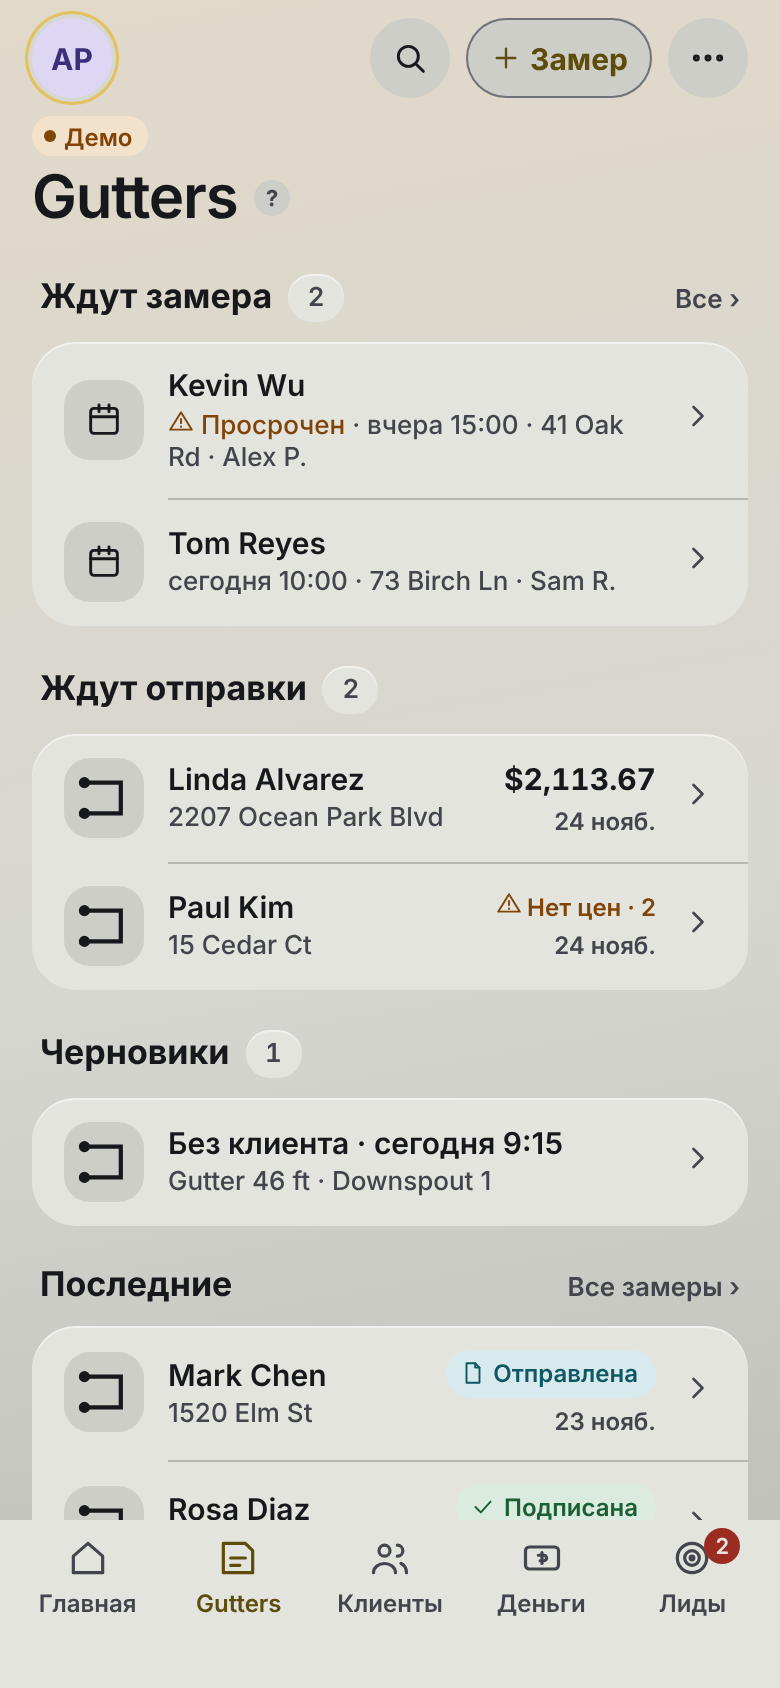 AP
+ Замер
Демо
Gutters ?
Ждут замера 2
Все ›
Kevin Wu
Просрочен · вчера 15:00 · 41 Oak
Rd · Alex P.
Tom Reyes
сегодня 10:00 · 73 Birch Ln · Sam R.
Ждут отправки 2
Linda Alvarez
$2,113.67
2207 Ocean Park Blvd
24 нояб.
Paul Kim
Нет цен · 2
15 Cedar Ct
24 нояб.
Черновики 1
Без клиента · сегодня 9:15
Gutter 46 ft · Downspout 1
Последние
Все замеры ›
Mark Chen
Отправлена
1520 Elm St
23 нояб.
Rosa Diaz
Подписана
2
Главная
Gutters
Клиенты
Деньги
Лиды